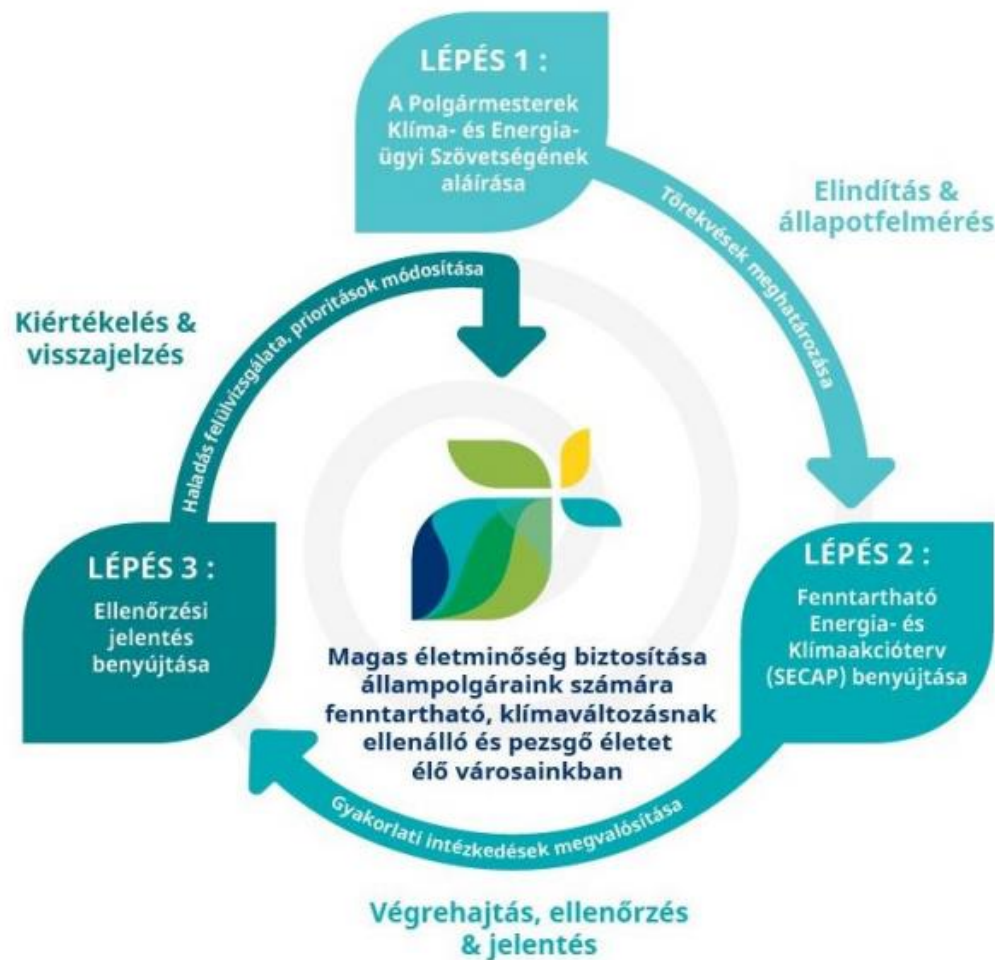 LÉPÉS 1 :
A Polgármesterek
Klíma- és Energia-
ügyi Szövetségének
aláírása
Törekvések meghatározása
Elindítás &
állapotfelmérés
LÉPÉS 2 :
Fenntartható
Energia- és
Klímaakcióterv
(SECAP) benyújtása
Gyakorlati intézkedések megvalósítása
Végrehajtás, ellenőrzés
& jelentés
LÉPÉS 3 :
Ellenőrzési
jelentés
benyújtása
Haladás felülvizsgálata, prioritások módosítása
Kiértékelés &
visszajelzés
Magas életminőség biztosítása
állampolgáraink számára
fenntartható, klímaváltozásnak
ellenálló és pezsgő életet
élő városainkban